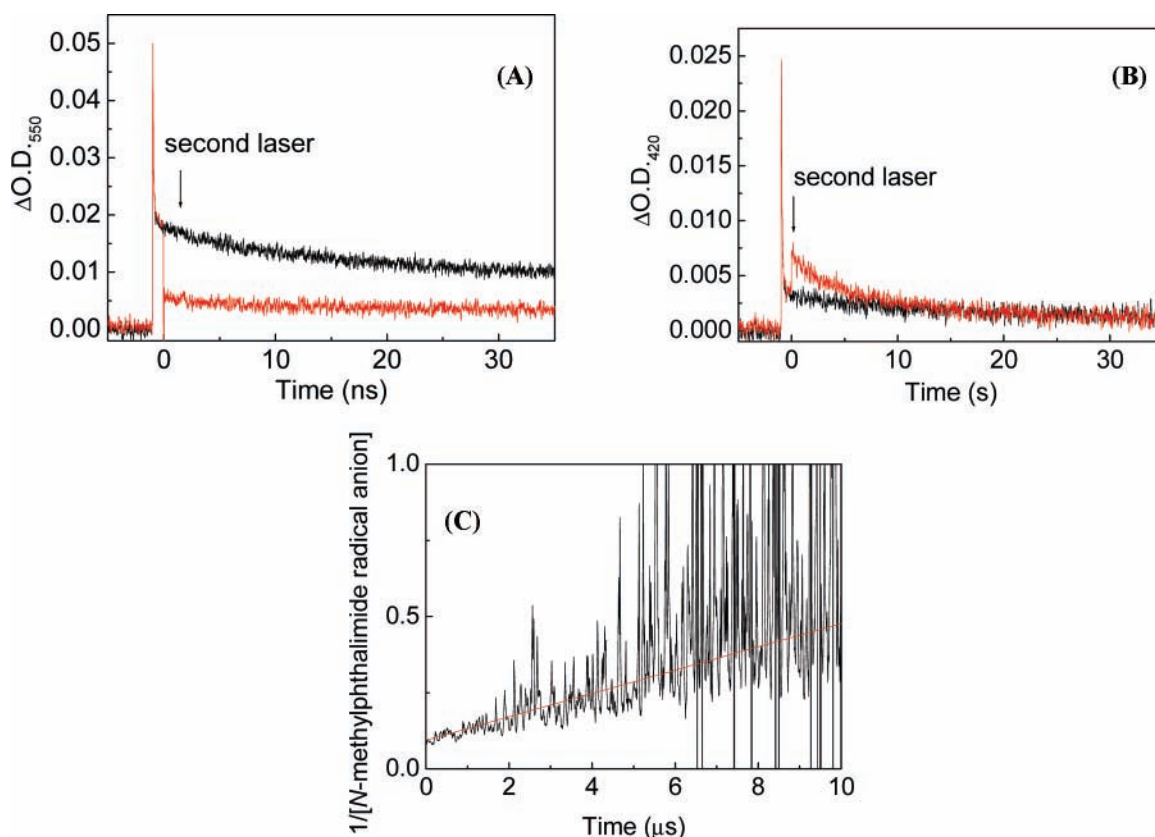 0.05
0.04
0.03
0.02
0.01
0.00
ΔO.D.550
(A)
second laser
0 10 20 30
Time (ns)
0.025
0.020
0.015
0.010
0.005
0.000
ΔO.D.420
(B)
second laser
0 10 20 30
Time (s)
1.0
0.5
0.0
1/[N-methylphthalimide radical anion]
(C)
0 2 4 6 8 10
Time (μs)